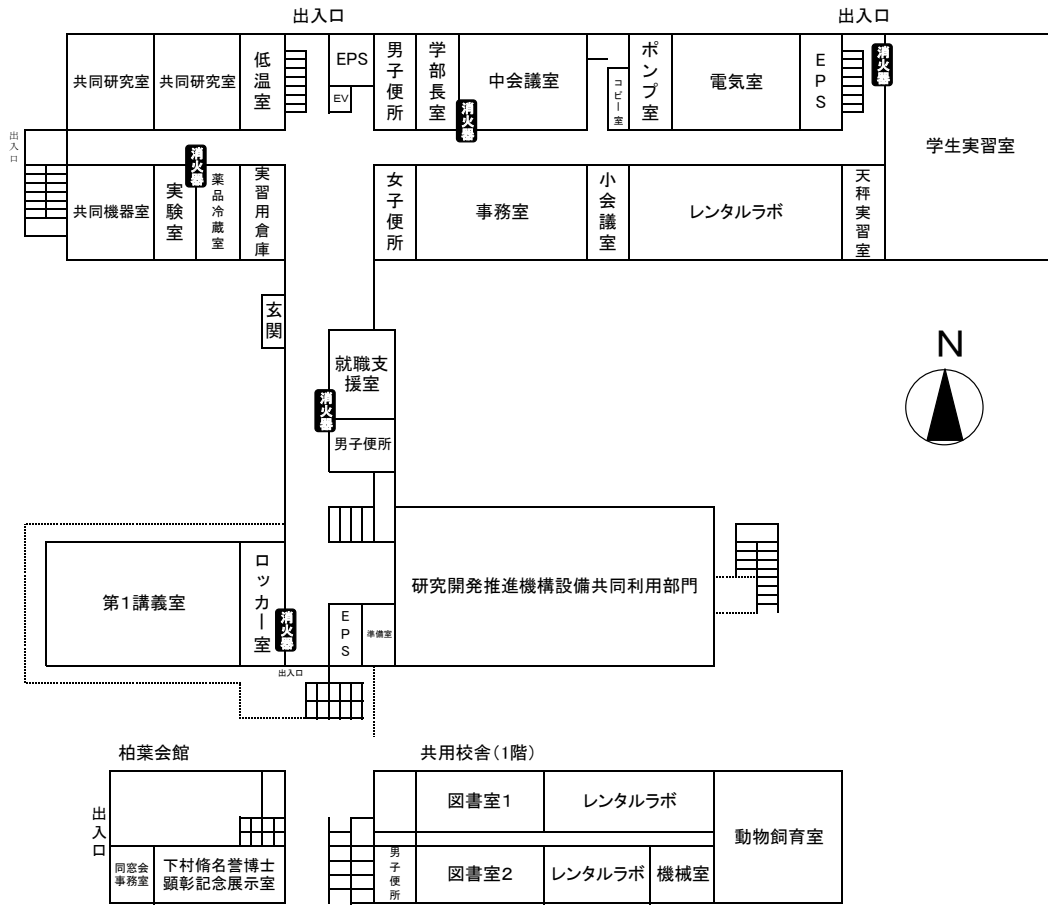 出入口
出入口
共同研究室
共同研究室
低温室
EPS
EV
男子便所
学部長室
消火器
中会議室
コピー室
ポンプ室
電気室
EPS
消火器
学生実習室
出入口
共同機器室
実験室
消火器
薬品冷蔵室
実習用倉庫
女子便所
事務室
小会議室
レンタルラボ
天秤実習室
玄関
就職支
援室
消火器
男子便所
N
第1講義室
ロッカー室
消火器
出入口
EPS
準備室
研究開発推進機構設備共同利用部門
柏葉会館
出入口
同窓会
事務室
下村脩名誉博士
顕彰記念展示室
共用校舎(1階)
図書室1
レンタルラボ
動物飼育室
男子便所
図書室2
レンタルラボ
機械室